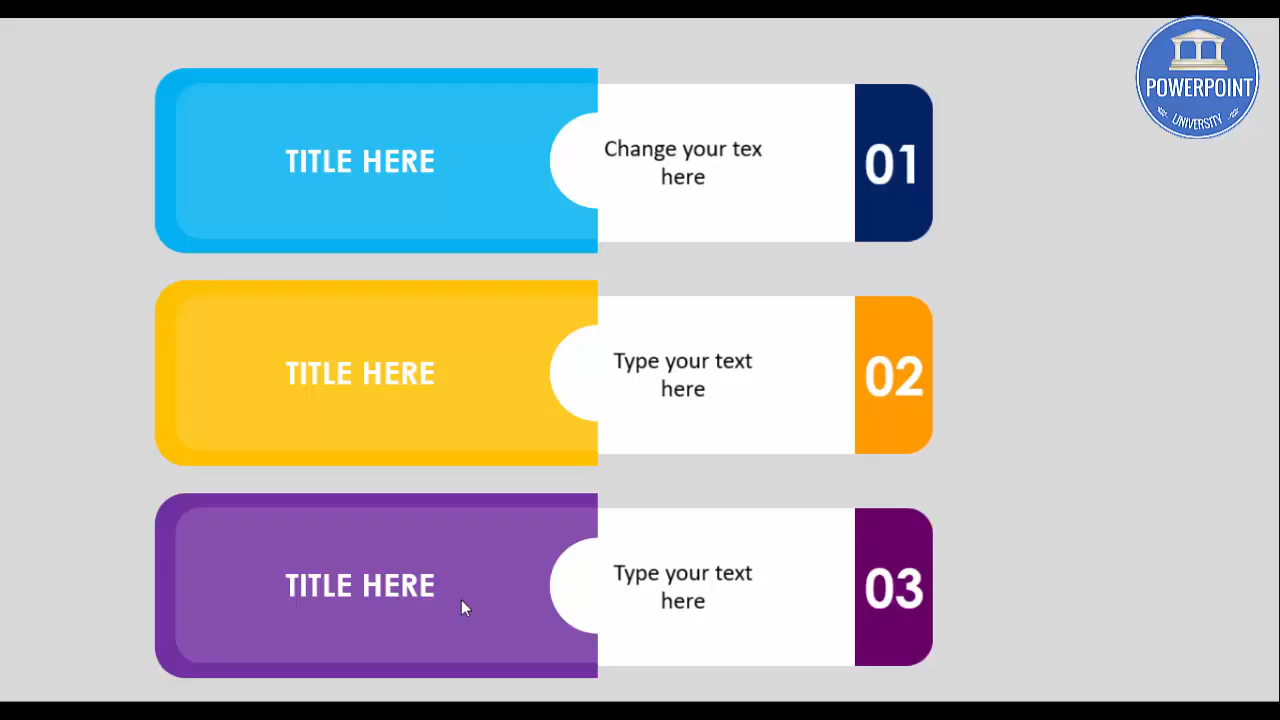 POWERPOINT
UNIVERSITY
TITLE HERE
Change your tex
here
01
TITLE HERE
Type your text
here
02
TITLE HERE
Type your text
here
03